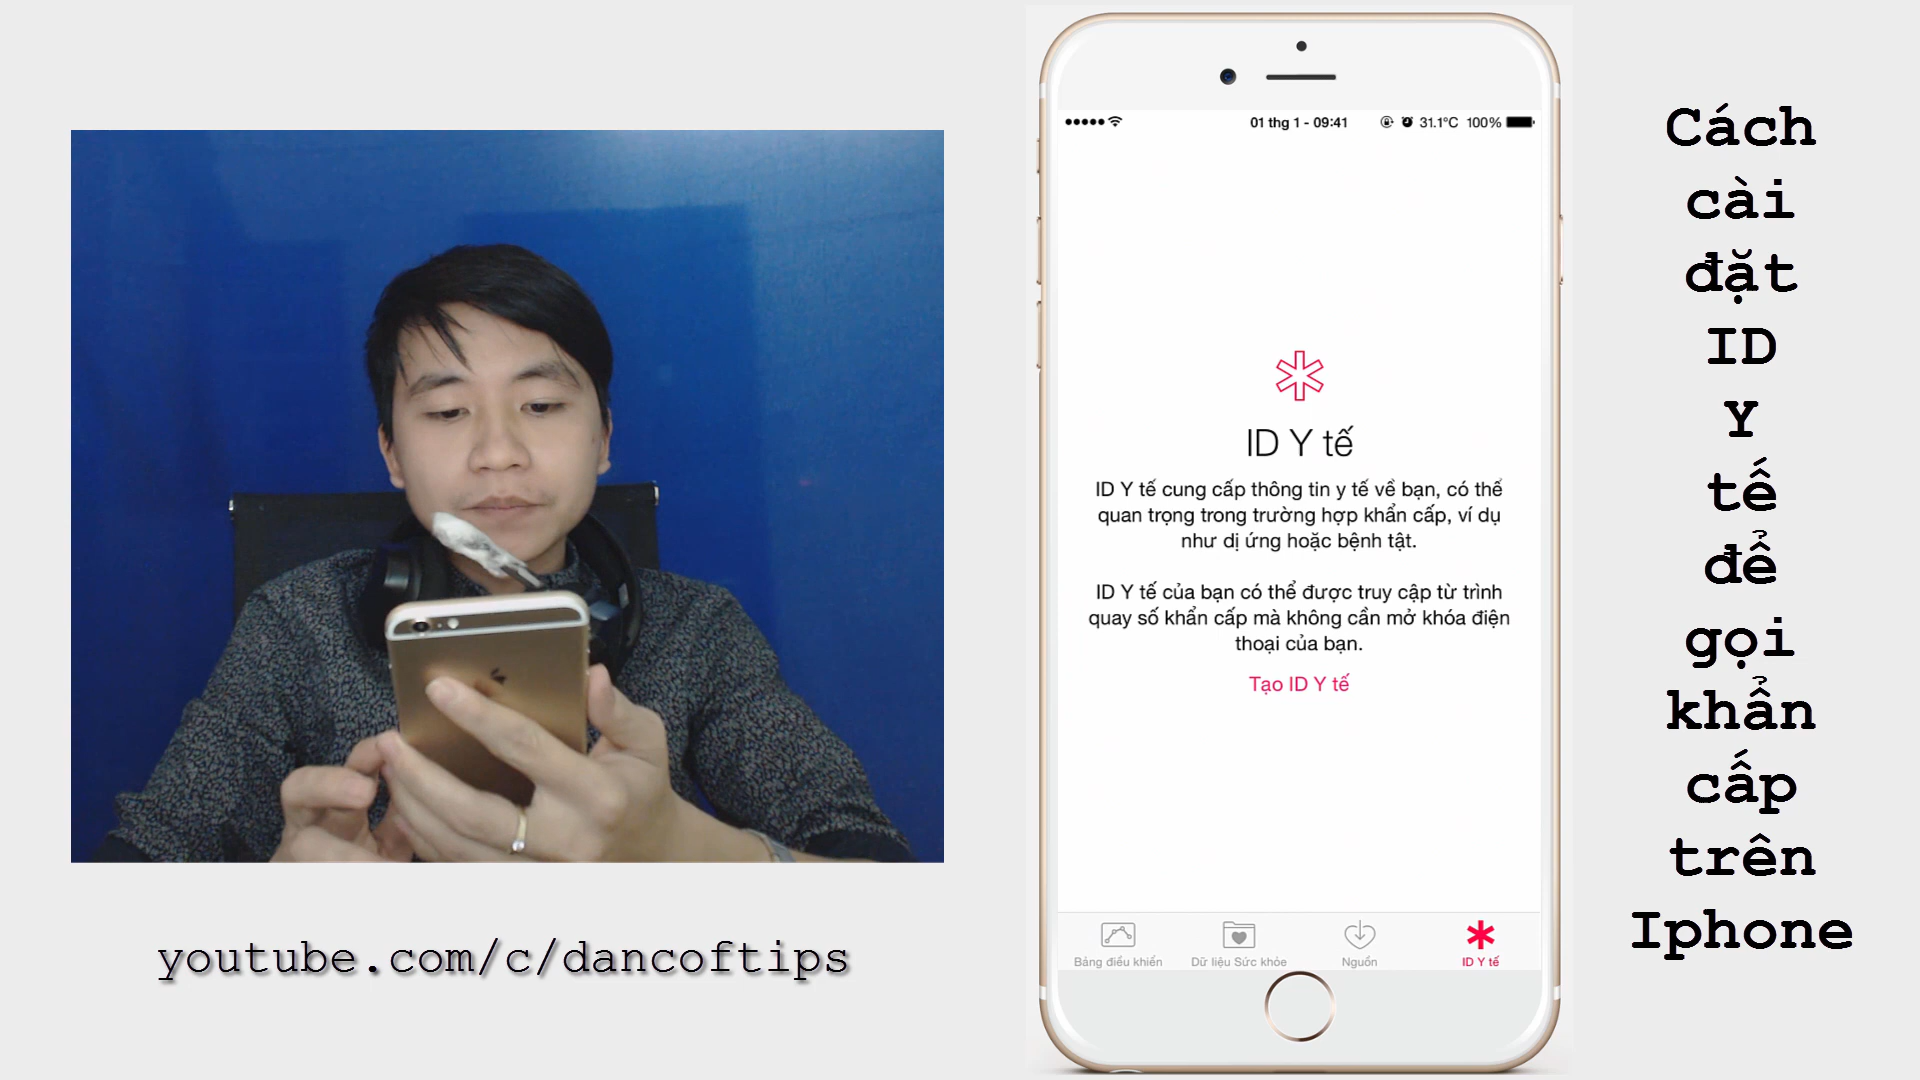 youtube.com/c/dancoftips
01 thg 1 - 09:41
31.1°C 100%
ID Y tế
ID Y tế cung cấp thông tin y tế về bạn, có thể
quan trọng trong trường hợp khẩn cấp, ví dụ
như dị ứng hoặc bệnh tật.
ID Y tế của bạn có thể được truy cập từ trình
quay số khẩn cấp mà không cần mở khóa điện
thoại của bạn.
Tạo ID Y tế
Bảng điều khiển
Dữ liệu Sức khỏe
Nguồn
ID Y tế
Cách
cài
đặt
ID
Y
tế
để
gọi
khẩn
cấp
trên
Iphone